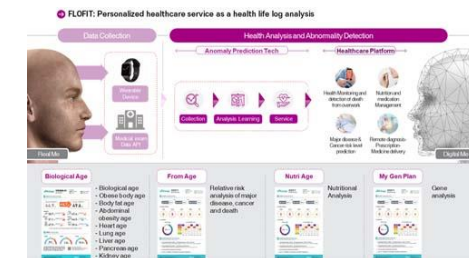 FLOFIT: Personalized healthcare service as a health life log analysis
Data Collection
Health Analysis and Abnormality Detection
Anomaly Prediction Tech
Healthcare Platform
Wearable
Device
Medical exam
Data API
Collection
Analysis. Learning
Service
Health Monitoring and
detection of death
from overwork
Nutrition and
medication
Management
Major disease &
Cancer risk level
prediction
Remote diagnosis·
Prescription·
Medicine delivery
Real Me
Digital Me
Biological Age
- Biological age
- Obese body age
- Body fat age
- Abdominal
obesity age
- Heart age
- Lung age
- Liver age
- Pancreas age
- Kidney age
From Age
Relative risk
analysis of major
disease, cancer
and death
Nutri Age
Nutritional
Analysis
My Gen Plan
Gene
analysis